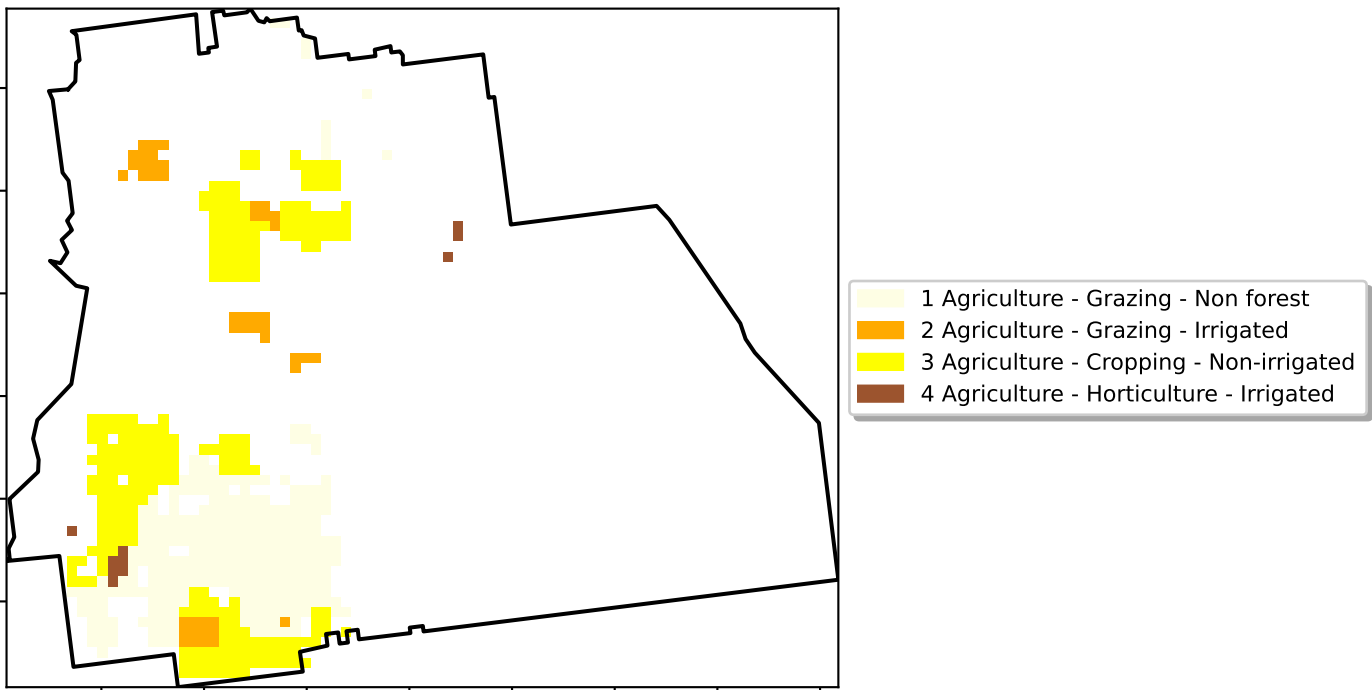 1 Agriculture - Grazing - Non forest
2 Agriculture - Grazing - Irrigated
3 Agriculture - Cropping - Non-irrigated
4 Agriculture - Horticulture - Irrigated